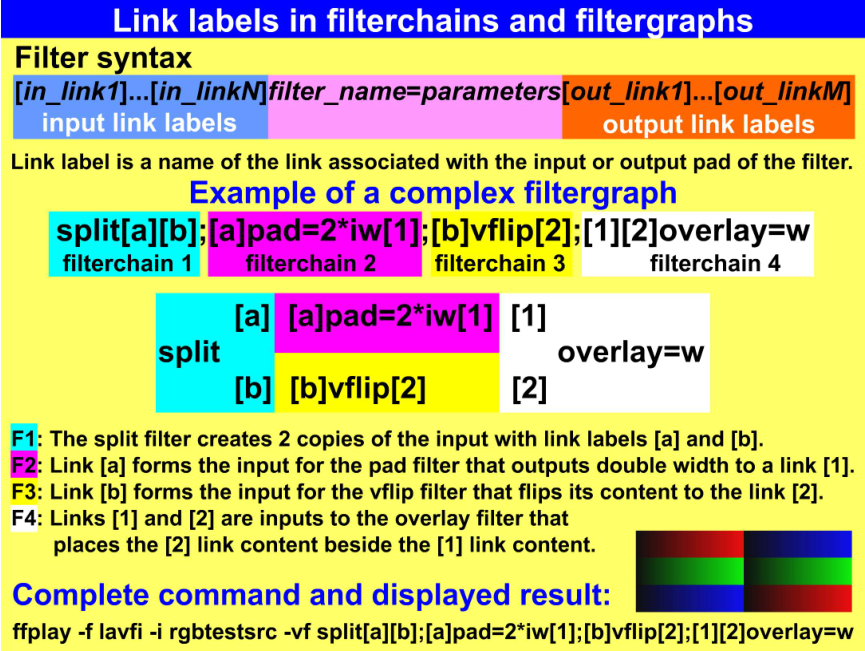 Link labels in filterchains and filtergraphs
Filter syntax
[in_link1]...[in_linkN]filter_name=parameters[out_link1]...[out_linkM]
input link labels output link labels
Link label is a name of the link associated with the input or output pad of the filter.
Example of a complex filtergraph
split[a][b];[a]pad=2*iw[1];[b]vflip[2];[1][2]overlay=w
filterchain 1 filterchain 2 filterchain 3 filterchain 4
[a] [a]pad=2*iw[1] [1]
split overlay=w
[b] [b]vflip[2] [2]
F1: The split filter creates 2 copies of the input with link labels [a] and [b].
F2: Link [a] forms the input for the pad filter that outputs double width to a link [1].
F3: Link [b] forms the input for the vflip filter that flips its content to the link [2].
F4: Links [1] and [2] are inputs to the overlay filter that
places the [2] link content beside the [1] link content.
Complete command and displayed result:
ffplay -f lavfi -i rgbtestsrc -vf split[a][b];[a]pad=2*iw[1];[b]vflip[2];[1][2]overlay=w